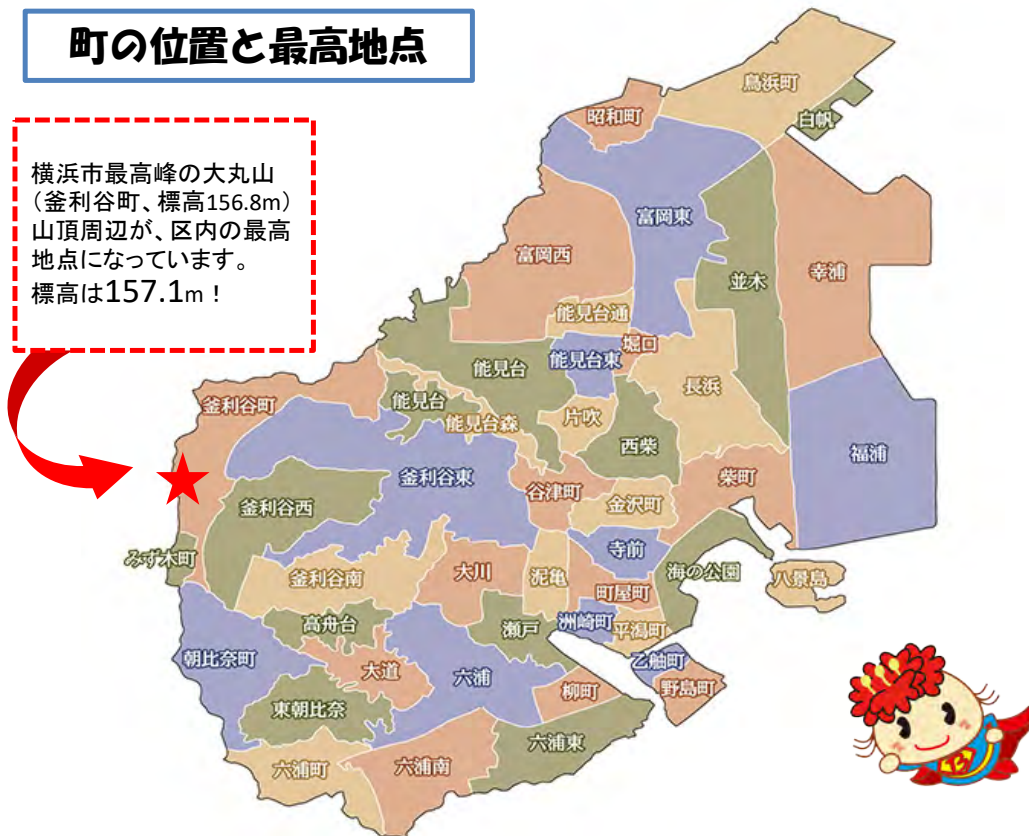 町の位置と最高地点
横浜市最高峰の大丸山
（釜利谷町、標高156.8m）
山頂周辺が、区内の最高
地点になっています。
標高は157.1m！
鳥浜町
昭和町
白帆
富岡東
富岡西
並木
幸浦
能見台通
堀口
能見台東
能見台
長浜
能見台
釜利谷町
能見台森
片吹
西柴
福浦
釜利谷東
谷津町
柴町
釜利谷西
金沢町
寺前
みず木町
海の公園
八景島
釜利谷南
大川
泥亀
町屋町
高舟台
瀬戸
洲崎町
平潟町
朝比奈町
大道
六浦
乙舳町
柳町
野島町
東朝比奈
六浦東
六浦町
六浦南